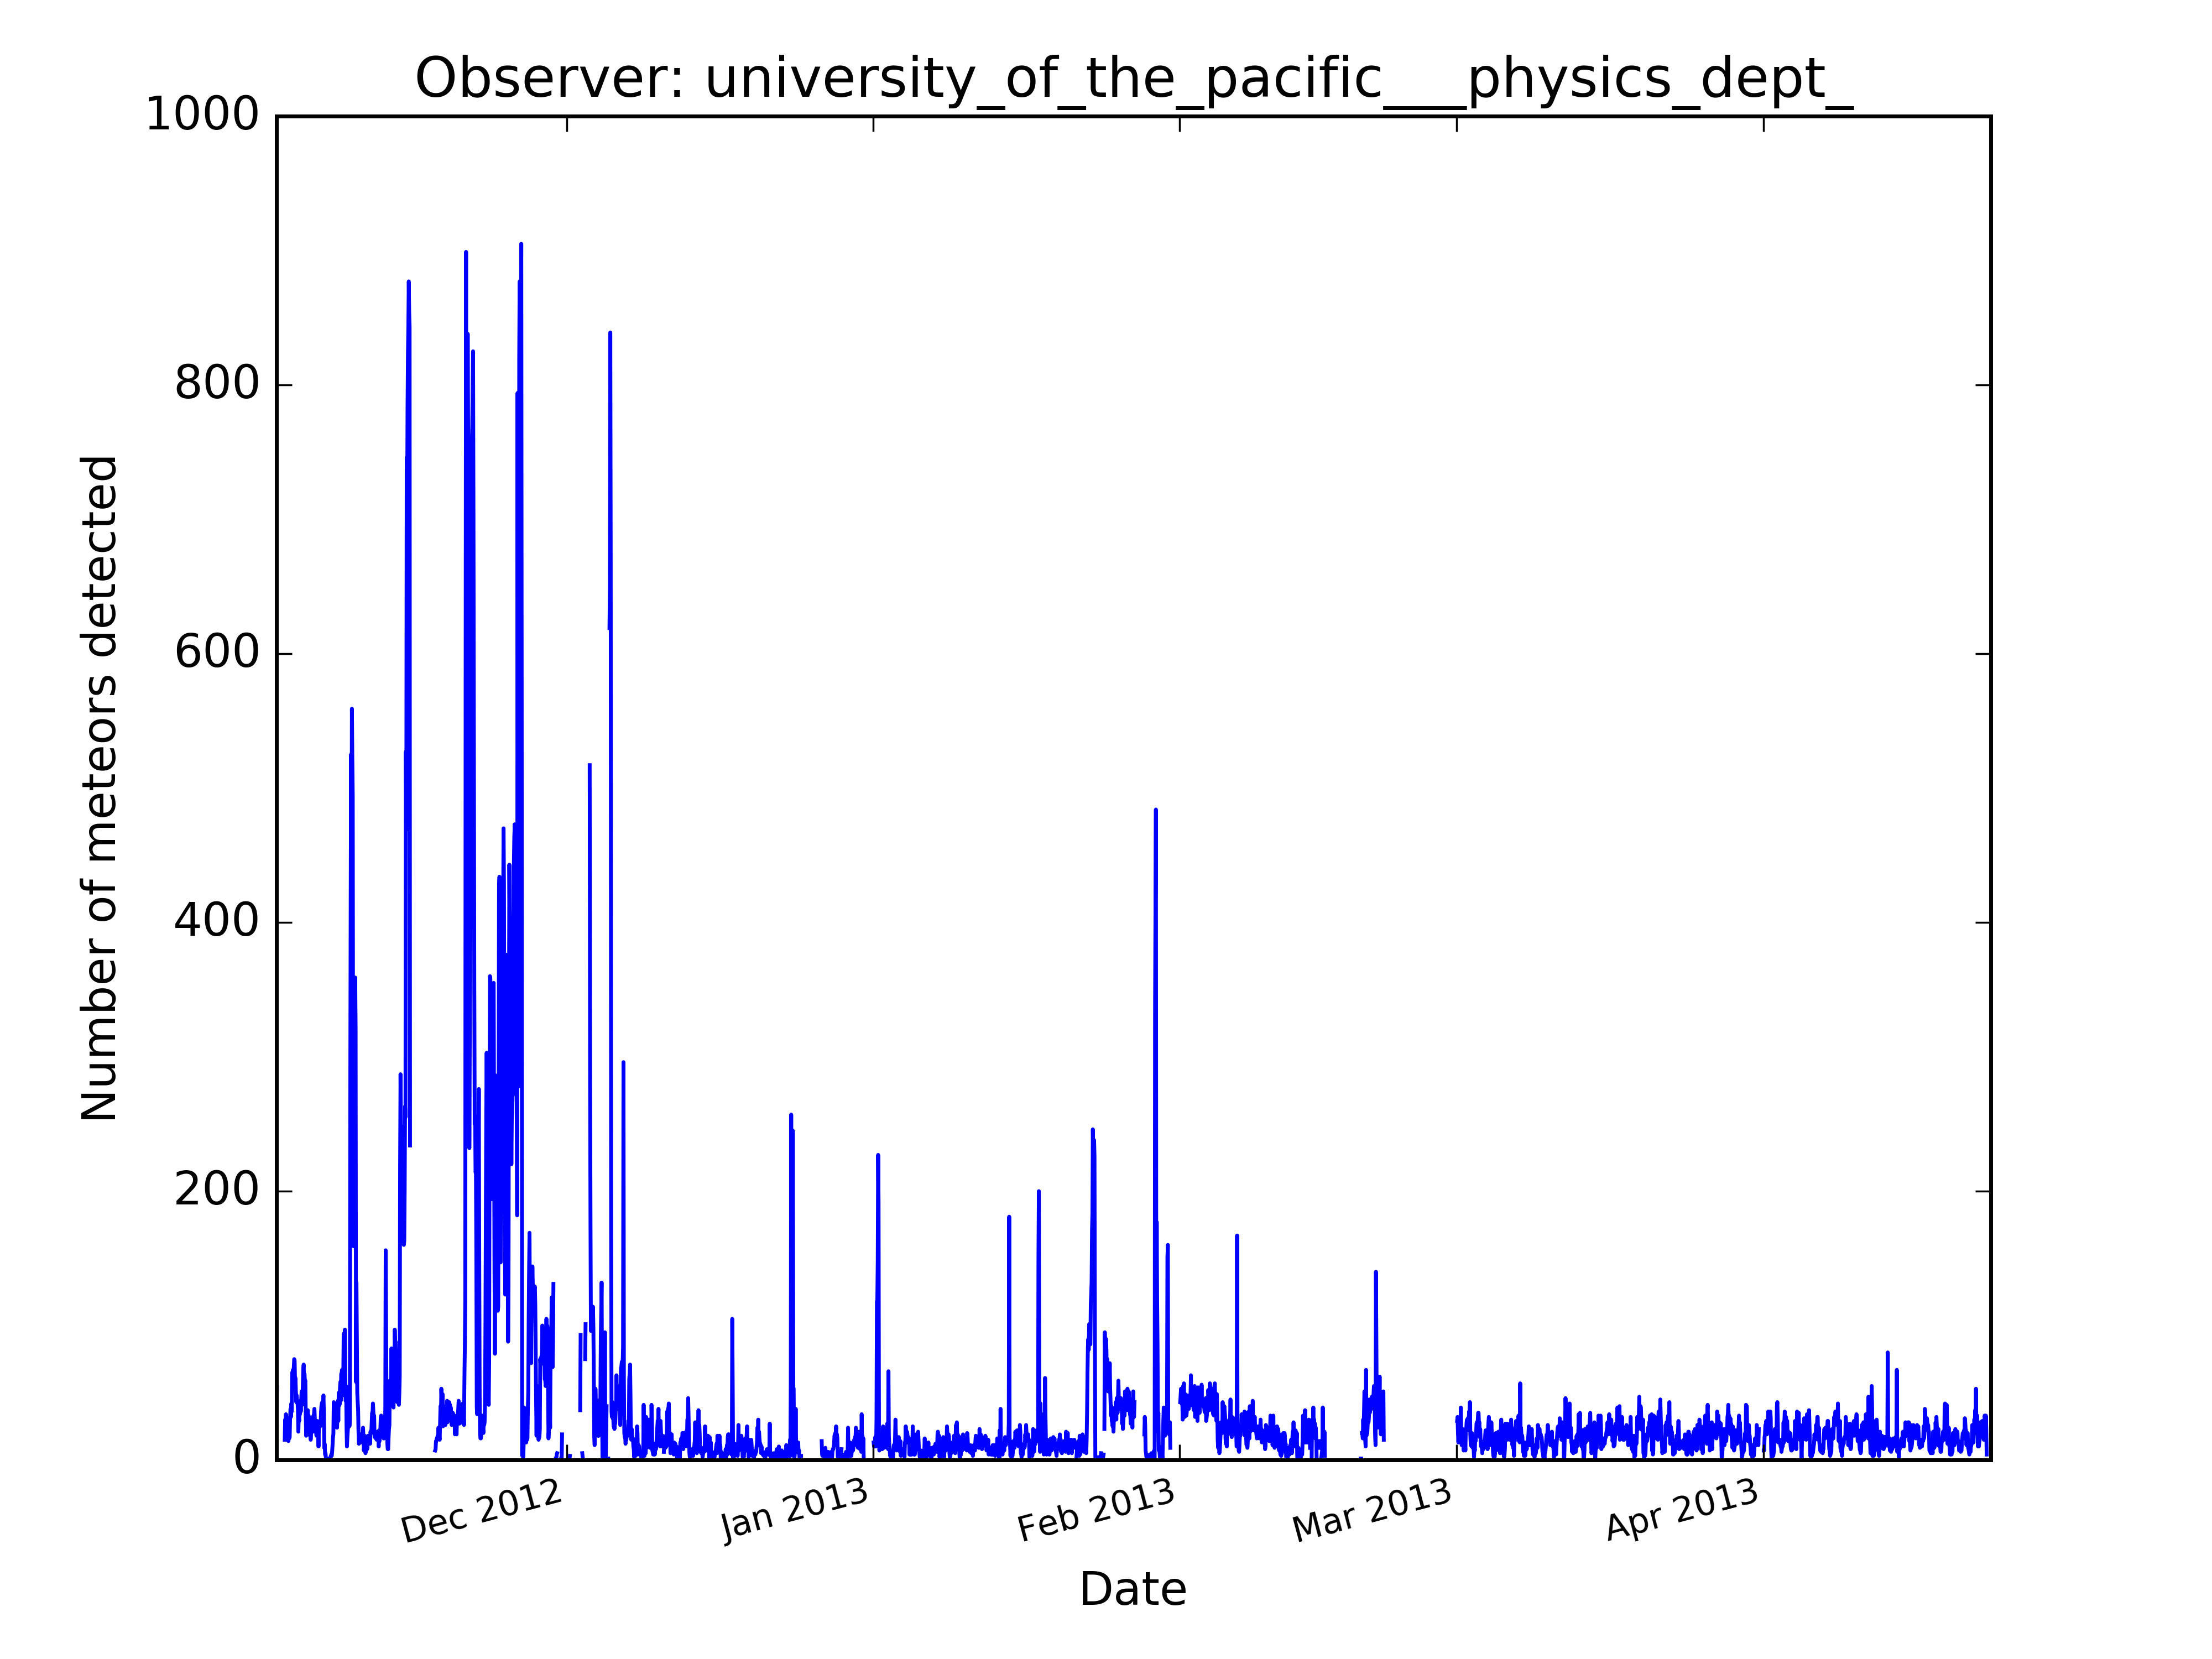 Observer: university_of_the_pacific___physics_dept_
1000
800
600
400
200
0
Number of meteors detected
Dec 2012
Jan 2013
Feb 2013
Mar 2013
Apr 2013
Date